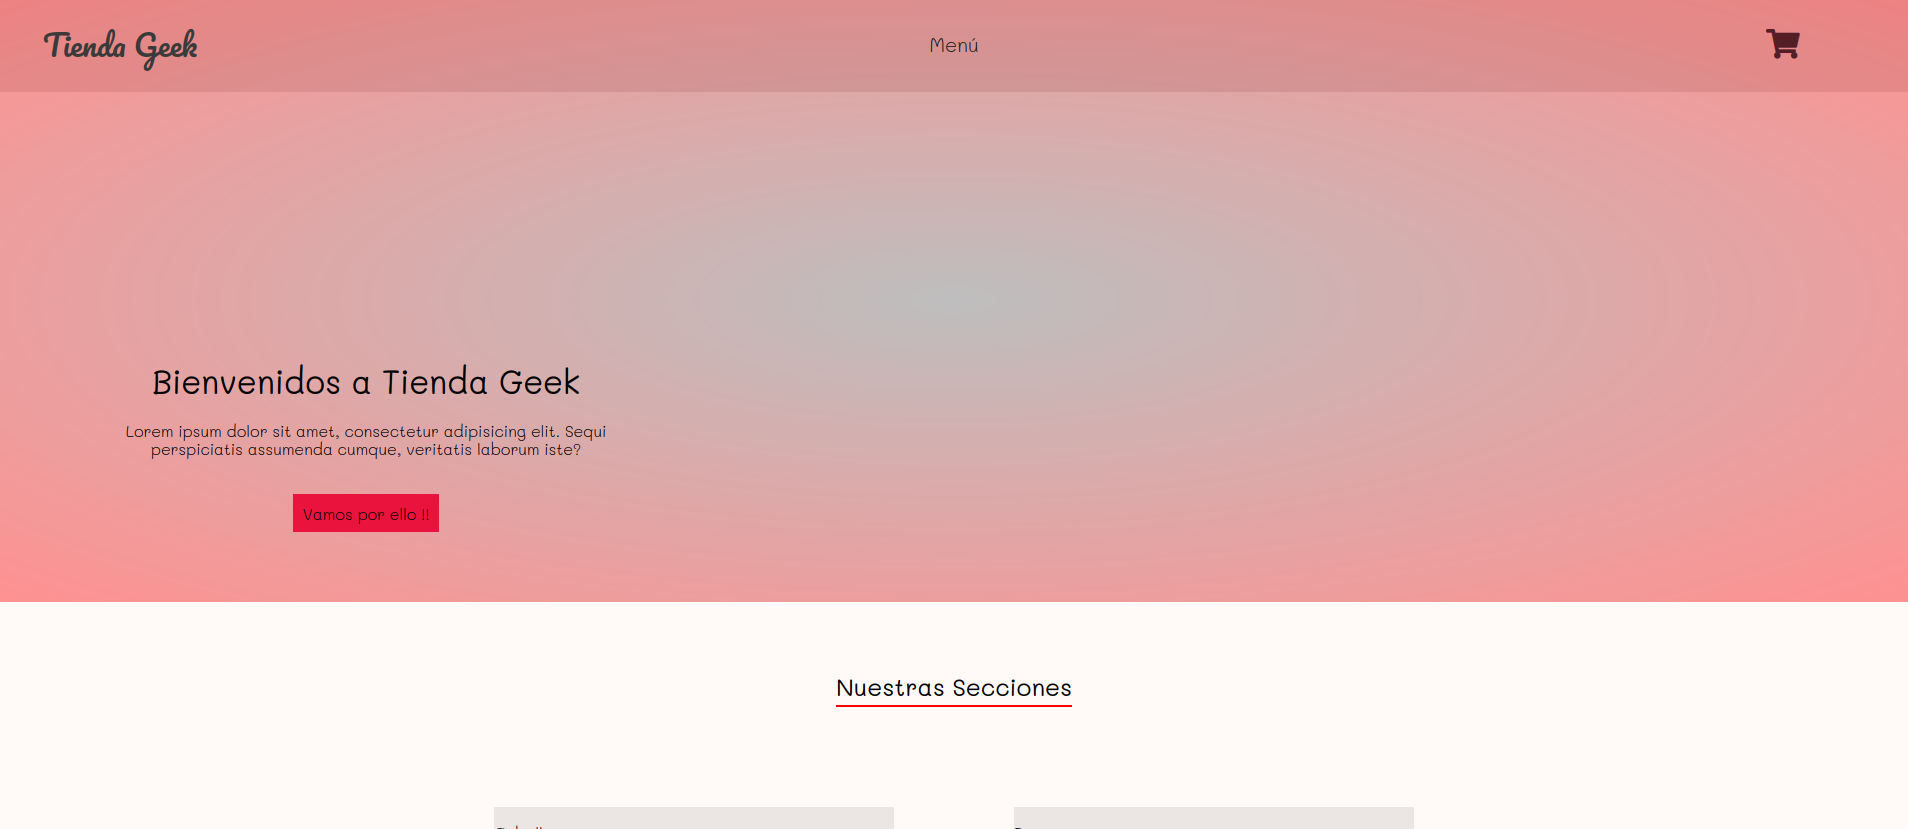 Tienda Geek
Menú
Bienvenidos a Tienda Geek
Lorem ipsum dolor sit amet, consectetur adipisicing elit. Sequi
perspiciatis assumenda cumque, veritatis laborum iste?
Vamos por ello !!
Nuestras Secciones